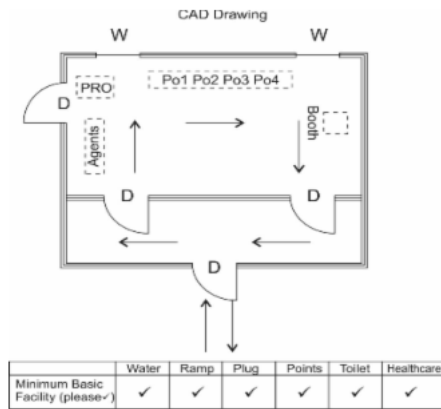 CAD Drawing
W W
PRO
Po1 Po2 Po3 Po4
D
Agents
Booth
D D
D
Water Ramp Plug Points Toilet Healthcare
Minimum Basic
Facility (please✓) ✓ ✓ ✓ ✓ ✓ ✓